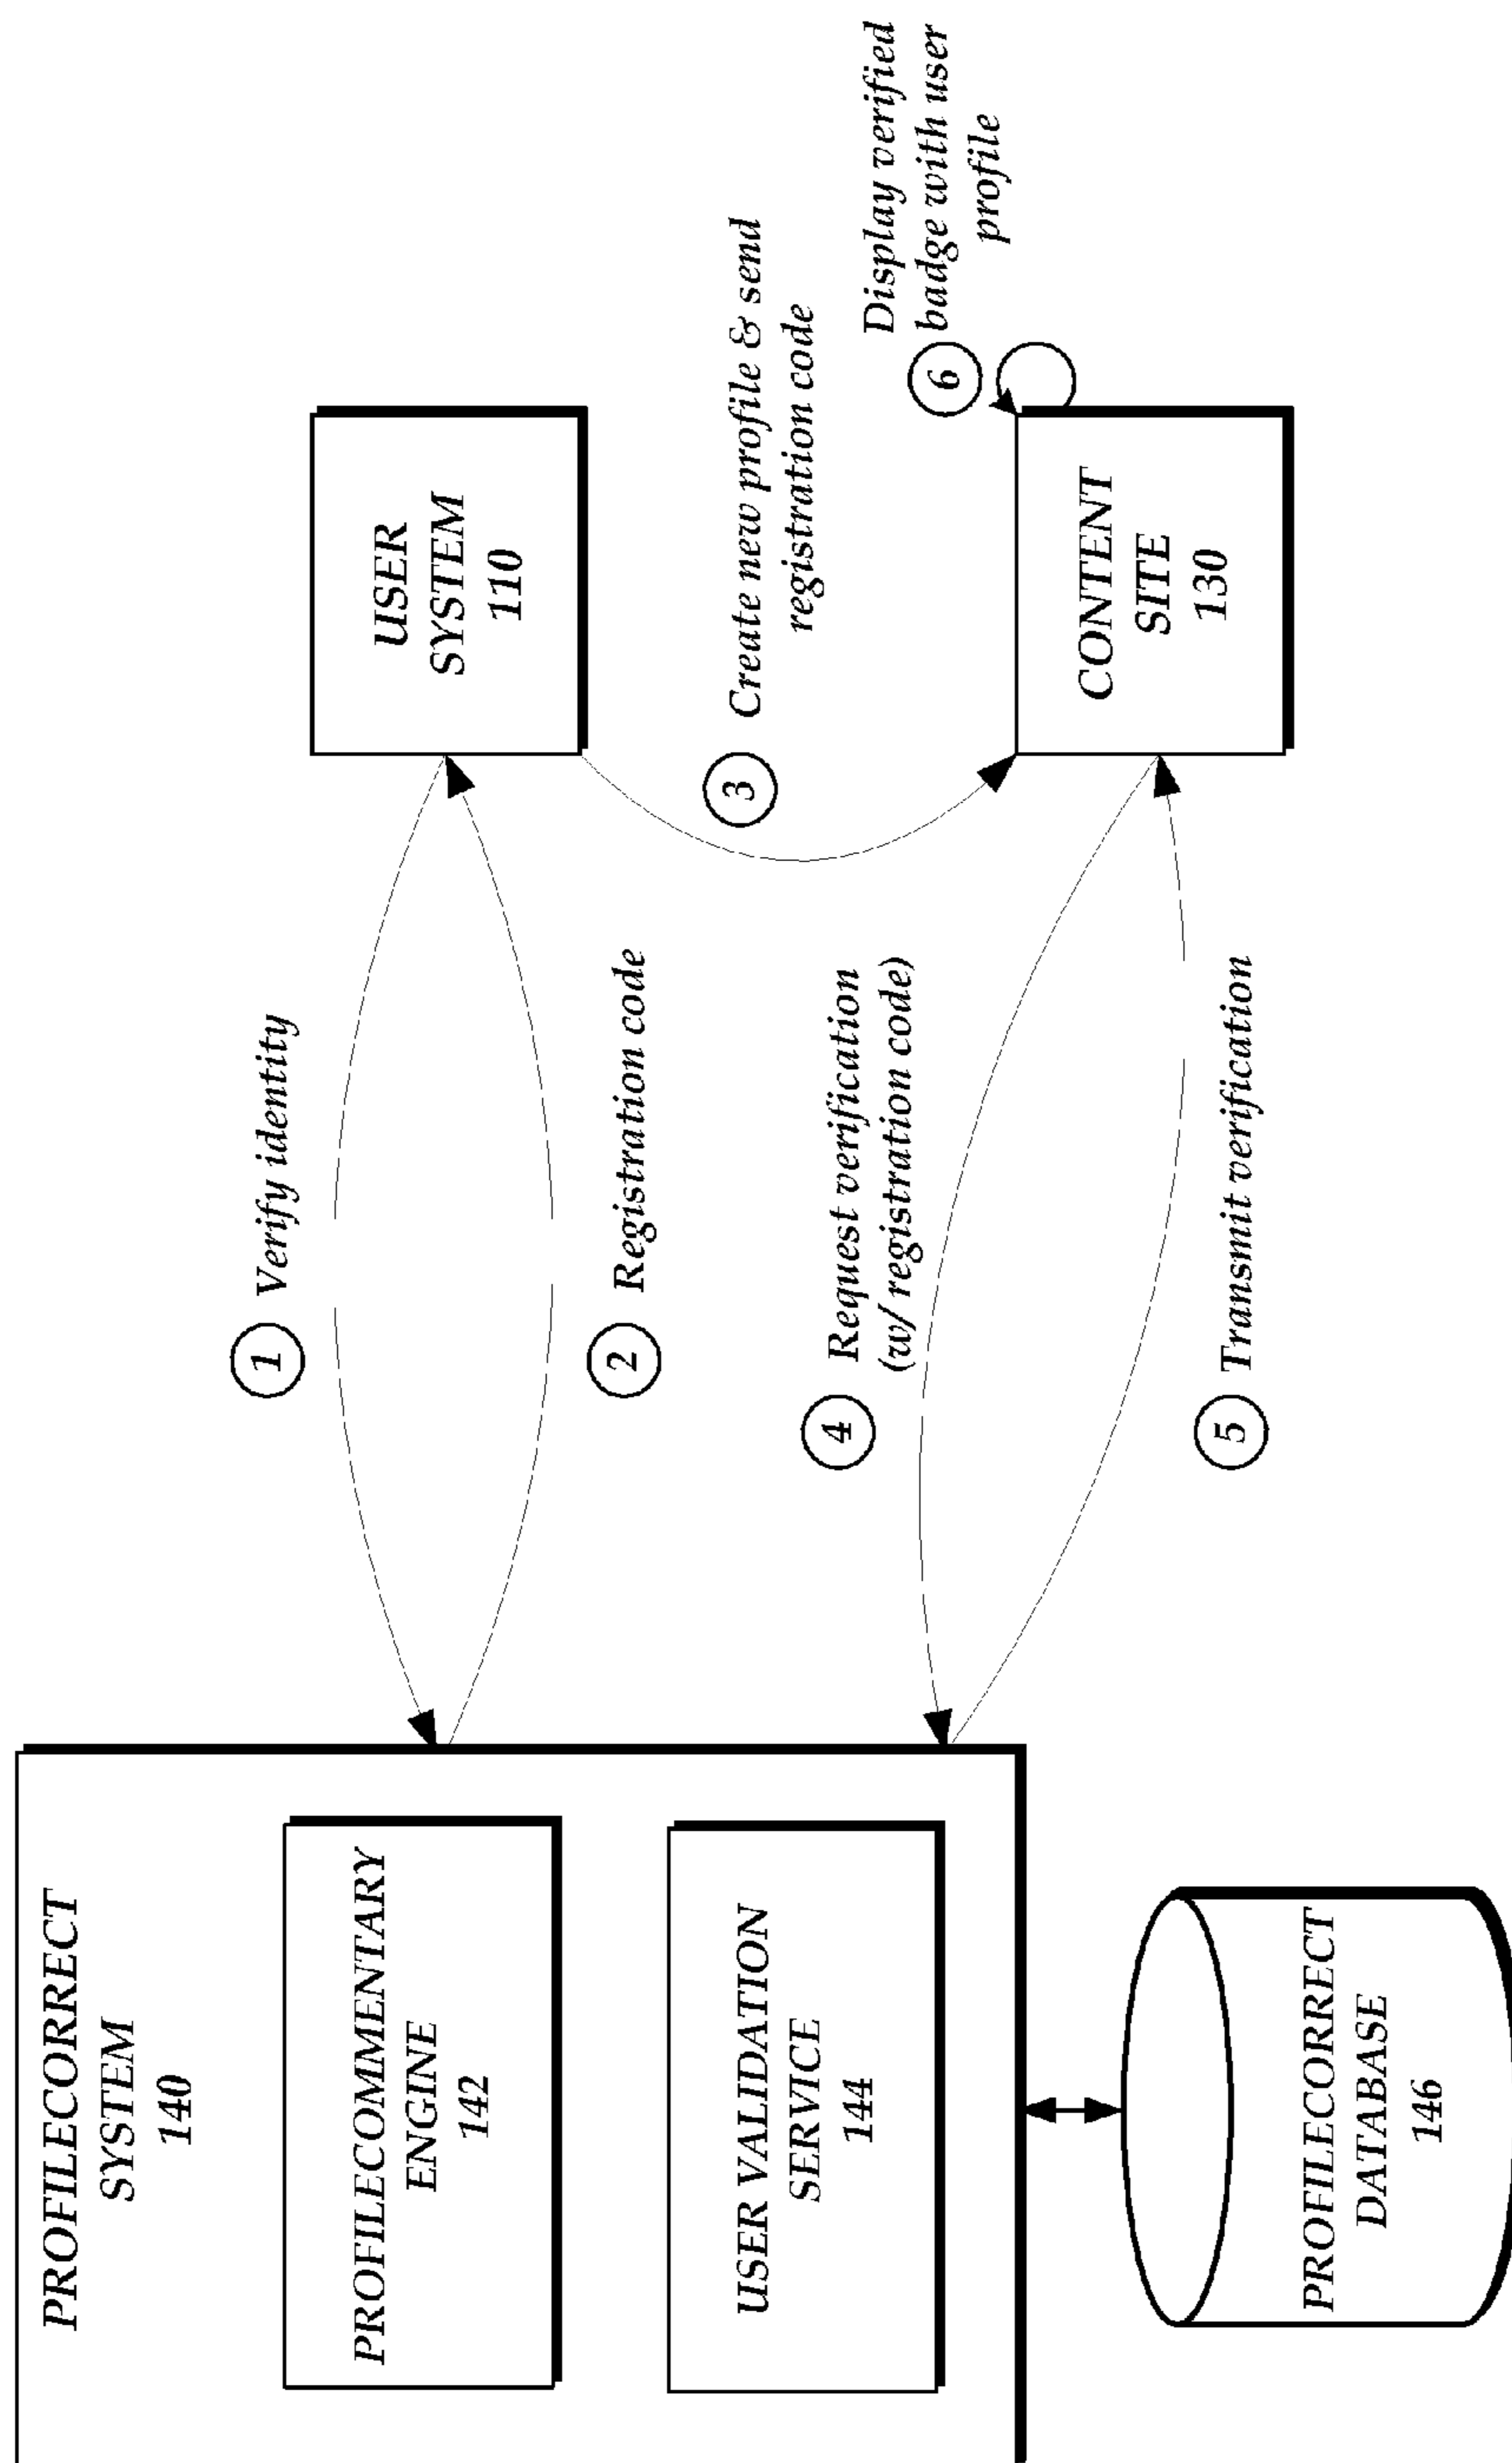 PROFILECORRECT
SYSTEM
140
PROFILECOMMENTARY
ENGINE
142
USER VALIDATION
SERVICE
144
PROFILECORRECT
DATABASE
146
1
Verify identity
2
Registration code
USER
SYSTEM
110
3
Create new profile & send
registration code
4
Request verification
(w/ registration code)
5
Transmit verification
CONTENT
SITE
130
6
Display verified
badge with user
profile